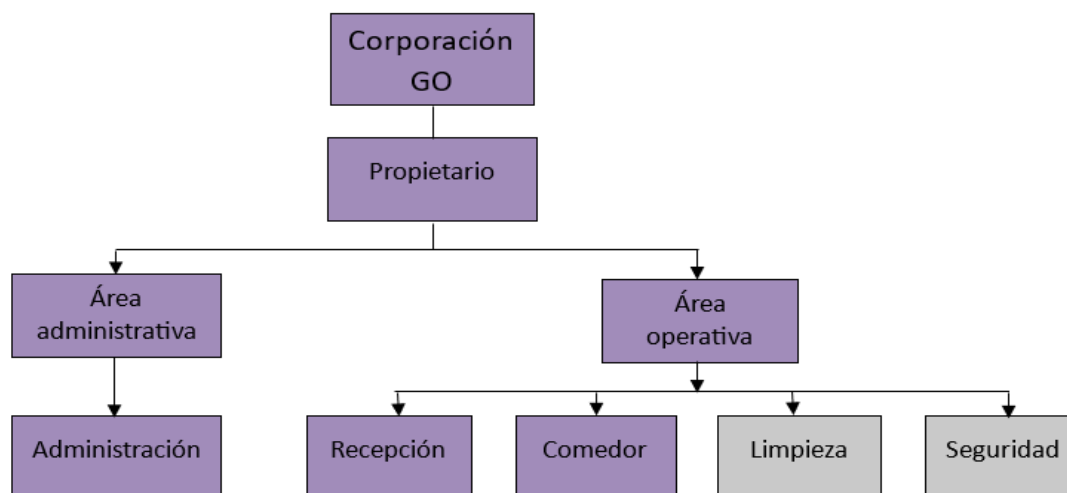 Corporación
GO
Propietario
Área
administrativa
Área
operativa
Administración
Recepción
Comedor
Limpieza
Seguridad